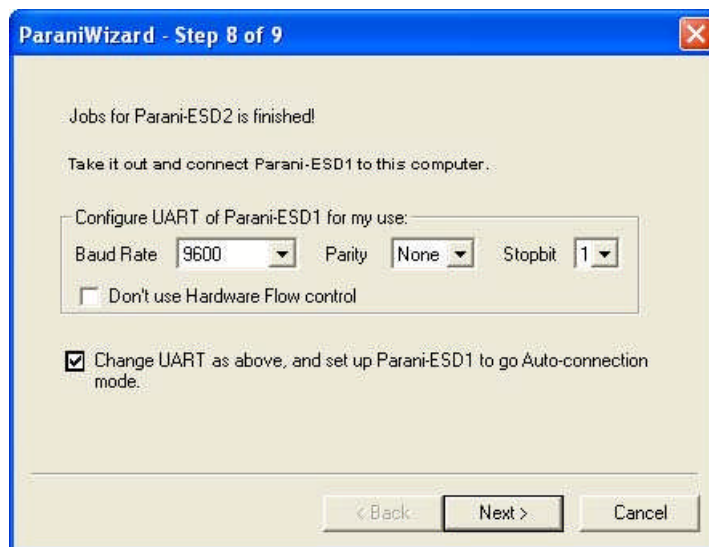 ParaniWizard - Step 8 of 9
Jobs for Parani-ESD2 is finished!
Take it out and connect Parani-ESD1 to this computer.
Configure UART of Parani-ESD1 for my use:
Baud Rate 9600 Parity None Stopbit 1
Don't use Hardware Flow control
Change UART as above, and set up Parani-ESD1 to go Auto-connection
mode.
< Back Next > Cancel